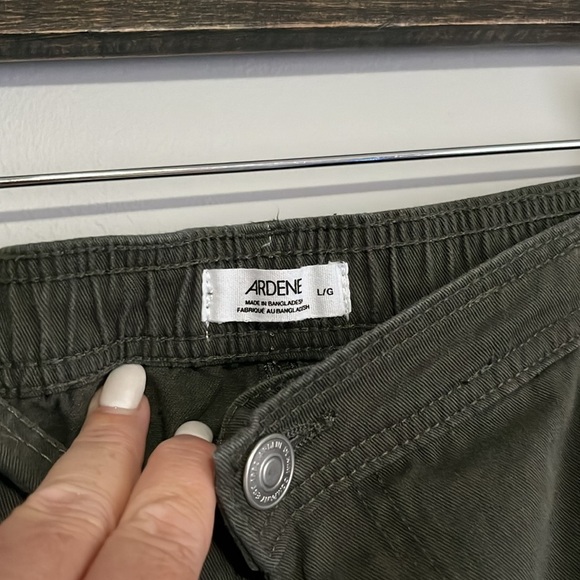 ARDENE
L/G
MADE IN BANGLADESH
FABRIQUÉ AU BANGLADESH